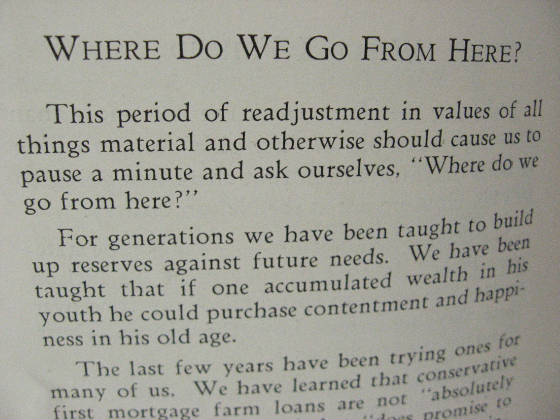 WHERE DO WE GO FROM HERE?
This period of readjustment in values of all
things material and otherwise should cause us to
pause a minute and ask ourselves, "Where do we
go from here?"
For generations we have been taught to build
up reserves against future needs. We have been
taught that if one accumulated wealth in his
youth he could purchase contentment and happi-
ness in his old age.
The last few years have been trying ones for
many of us. We have learned that conservative
first mortgage farm loans are not "absolutely
"does promise to